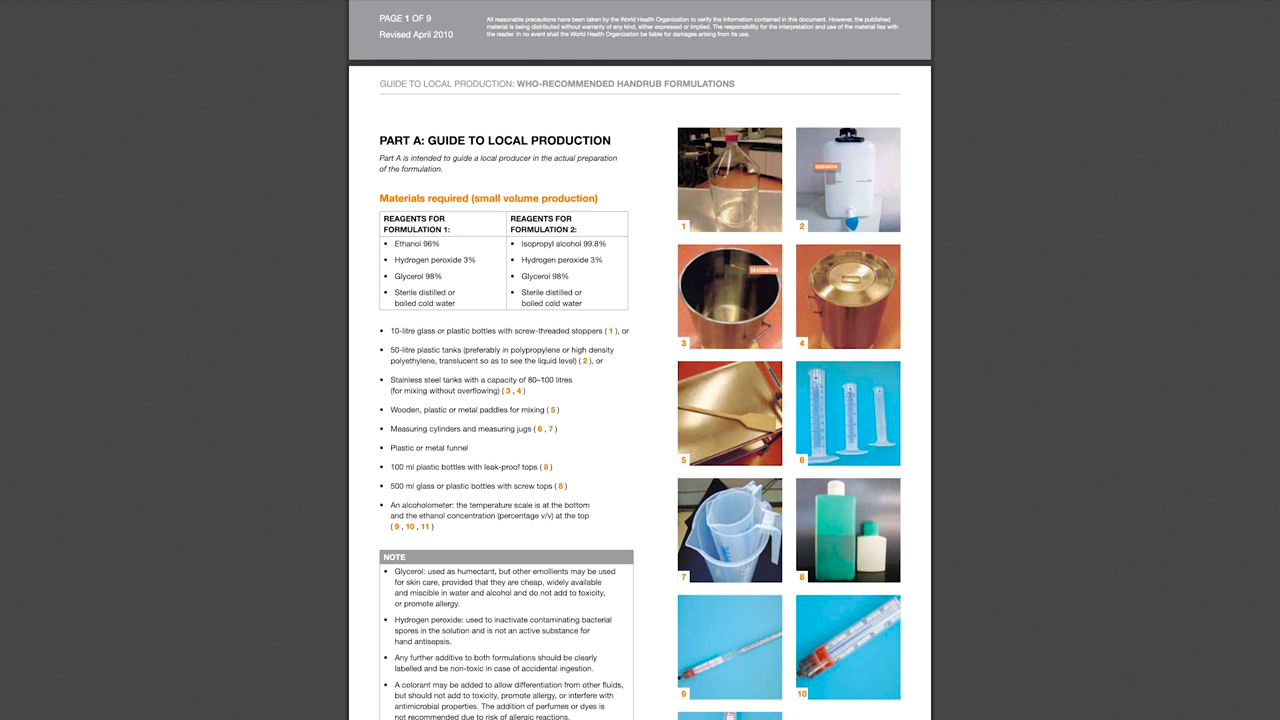 PAGE 1 OF 9
Revised April 2010
All reasonable precautions have been taken by the World Health Organization to verify the information contained in this document. However, the published
material is being distributed without warranty of any kind, either expressed or implied. The responsibility for the interpretation and use of the material lies with
the reader. In no event shall the World Health Organization be liable for damages arising from its use.
GUIDE TO LOCAL PRODUCTION: WHO-RECOMMENDED HANDRUB FORMULATIONS
PART A: GUIDE TO LOCAL PRODUCTION
Part A is intended to guide a local producer in the actual preparation
of the formulation.
Materials required (small volume production)
REAGENTS FOR
FORMULATION 1:
• Ethanol 96%
• Hydrogen peroxide 3%
• Glycerol 98%
• Sterile distilled or
boiled cold water
REAGENTS FOR
FORMULATION 2:
• Isopropyl alcohol 99.8%
• Hydrogen peroxide 3%
• Glycerol 98%
• Sterile distilled or
boiled cold water
• 10-litre glass or plastic bottles with screw-threaded stoppers ( 1 ), or
• 50-litre plastic tanks (preferably in polypropylene or high density
polyethylene, translucent so as to see the liquid level) ( 2 ), or
• Stainless steel tanks with a capacity of 80–100 litres
(for mixing without overflowing) ( 3 , 4 )
• Wooden, plastic or metal paddles for mixing ( 5 )
• Measuring cylinders and measuring jugs ( 6 , 7 )
• Plastic or metal funnel
• 100 ml plastic bottles with leak-proof tops ( 8 )
• 500 ml glass or plastic bottles with screw tops ( 8 )
• An alcoholometer: the temperature scale is at the bottom
and the ethanol concentration (percentage v/v) at the top
( 9 , 10 , 11 )
NOTE
• Glycerol: used as humectant, but other emollients may be used
for skin care, provided that they are cheap, widely available
and miscible in water and alcohol and do not add to toxicity,
or promote allergy.
• Hydrogen peroxide: used to inactivate contaminating bacterial
spores in the solution and is not an active substance for
hand antisepsis.
• Any further additive to both formulations should be clearly
labelled and be non-toxic in case of accidental ingestion.
• A colorant may be added to allow differentiation from other fluids,
but should not add to toxicity, promote allergy, or interfere with
antimicrobial properties. The addition of perfumes or dyes is
not recommended due to risk of allergic reactions.
1
GRADUATION
2
GRADUATION
3
4
5
6
7
8
9
10